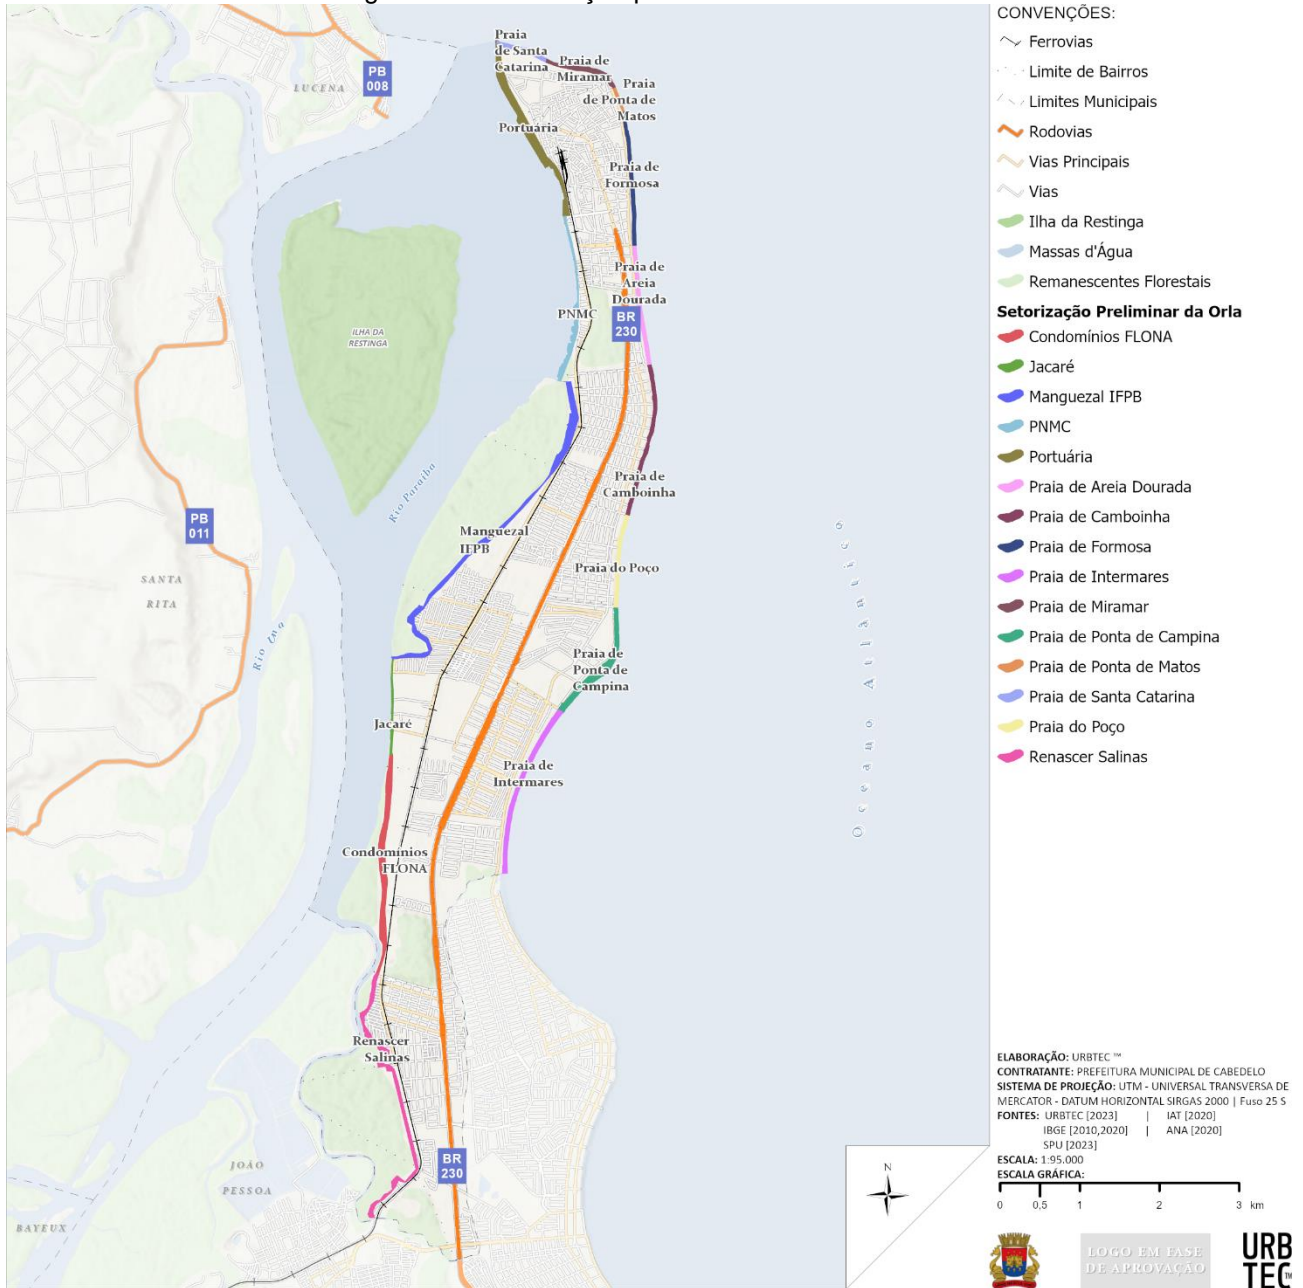 Praia
de Santa
Catarina
Praia de
Miramar
Praia
de Ponta de
Matos
PB
008
LUCENA
Portuária
Praia de
Formosa
Praia de
Areia
Dourada
PNMC
BR
230
ILHA DA
RESTINGA
Rio Paraíba
Praia de
Camboinha
PB
011
Manguezal
IFPB
Praia do Poço
SANTA
RITA
Praia de
Ponta de
Campina
Jacaré
Praia de
Intermares
Oceano Atlântico
Condomínios
FLONA
Renascer
Salinas
BR
230
JOÃO
PESSOA
BAYEUX
N
CONVENÇÕES:
Ferrovias
Limite de Bairros
Limites Municipais
Rodovias
Vias Principais
Vias
Ilha da Restinga
Massas d'Água
Remanescentes Florestais
Setorização Preliminar da Orla
Condomínios FLONA
Jacaré
Manguezal IFPB
PNMC
Portuária
Praia de Areia Dourada
Praia de Camboinha
Praia de Formosa
Praia de Intermares
Praia de Miramar
Praia de Ponta de Campina
Praia de Ponta de Matos
Praia de Santa Catarina
Praia do Poço
Renascer Salinas
ELABORAÇÃO: URBTEC ™
CONTRATANTE: PREFEITURA MUNICIPAL DE CABEDELO
SISTEMA DE PROJEÇÃO: UTM - UNIVERSAL TRANSVERSA DE
MERCATOR - DATUM HORIZONTAL SIRGAS 2000 | Fuso 25 S
FONTES: URBTEC [2023] | IAT [2020]
IBGE [2010,2020] | ANA [2020]
SPU [2023]
ESCALA: 1:95.000
ESCALA GRÁFICA:
0 0,5 1 2 3 km
LOGO EM FASE
DE APROVAÇÃO
URB
TEC™